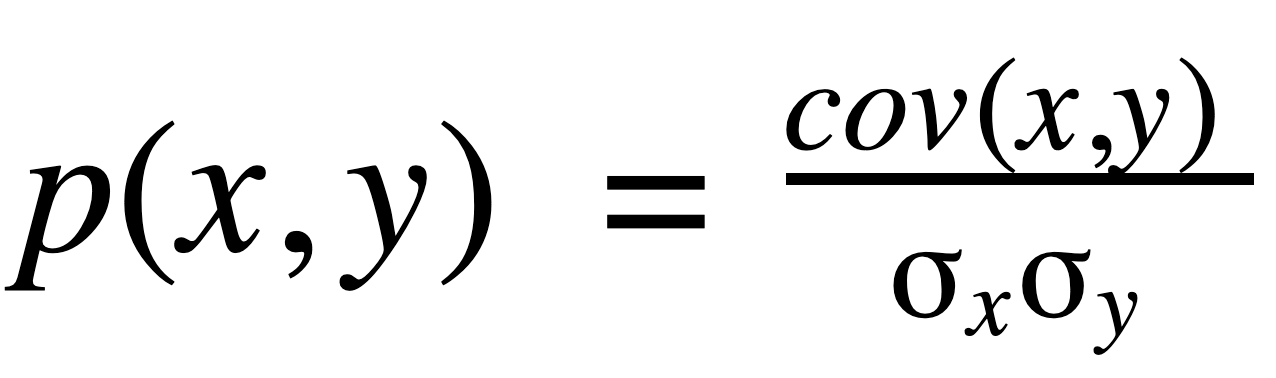 p(x,y) = cov(x,y)
σxσy